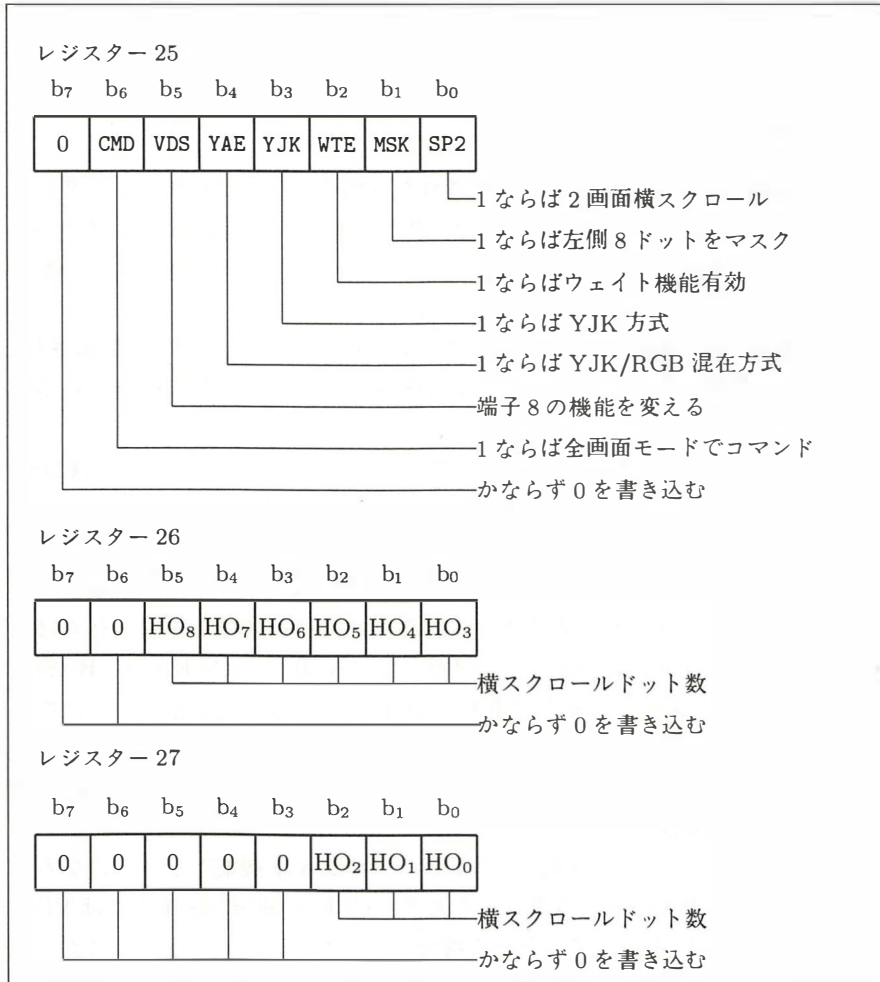 レジスター 25
b7 b6 b5 b4 b3 b2 b1 b0
0 CMD VDS YAE YJK WTE MSK SP2
1 ならば 2 画面横スクロール
1 ならば左側 8 ドットをマスク
1 ならばウェイト機能有効
1 ならば YJK 方式
1 ならば YJK/RGB 混在方式
端子 8 の機能を変える
1 ならば全画面モードでコマンド
かならず 0 を書き込む
レジスター 26
b7 b6 b5 b4 b3 b2 b1 b0
0 0 HO8 HO7 HO6 HO5 HO4 HO3
横スクロールドット数
かならず 0 を書き込む
レジスター 27
b7 b6 b5 b4 b3 b2 b1 b0
0 0 0 0 0 HO2 HO1 HO0
横スクロールドット数
かならず 0 を書き込む